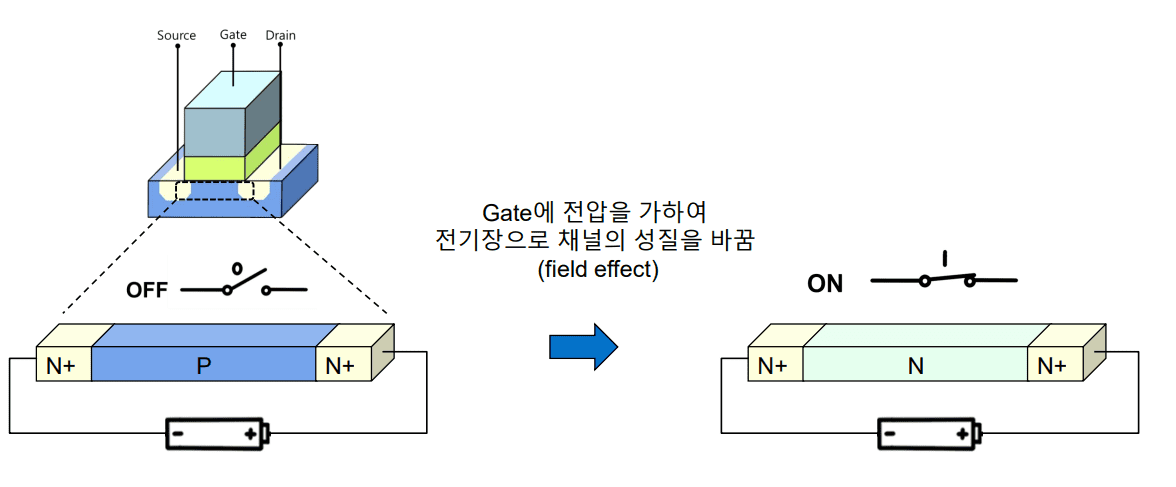 Source Gate Drain
Gate에 전압을 가하여
전기장으로 채널의 성질을 바꿈
(field effect)
0
OFF
I
ON
N+ P N+
N+ N N+
- +
- +